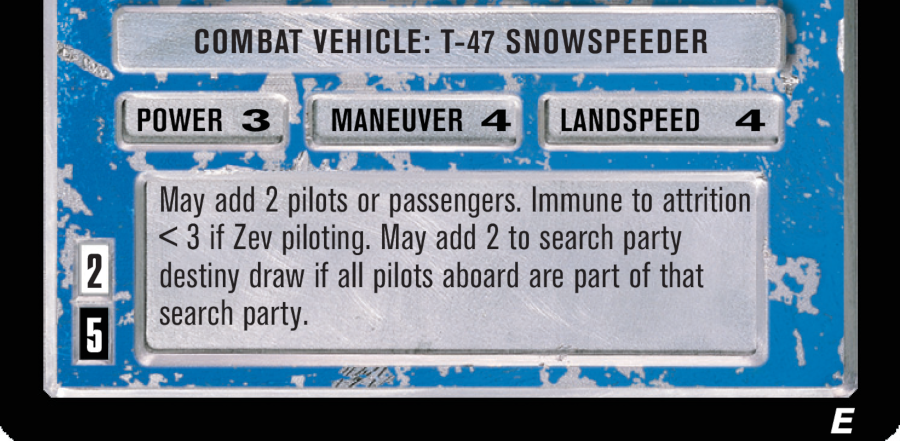 COMBAT VEHICLE: T-47 SNOWSPEEDER
POWER 3 MANEUVER 4 LANDSPEED 4
May add 2 pilots or passengers. Immune to attrition
< 3 if Zev piloting. May add 2 to search party
destiny draw if all pilots aboard are part of that
search party.
2
5
E